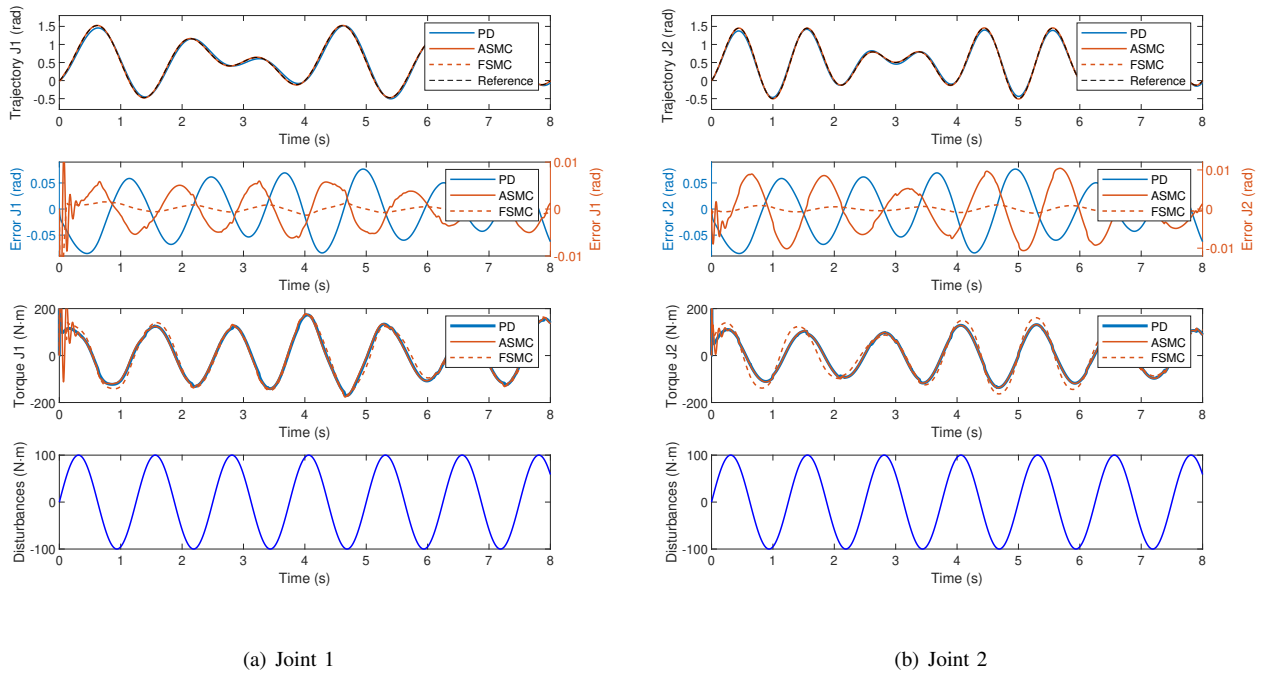 Trajectory J1 (rad)
1.5
1
0.5
0
-0.5
PD
ASMC
FSMC
Reference
0 1 2 3 4 5 6 7 8
Time (s)
Error J1 (rad)
0.05
0
-0.05
PD
ASMC
FSMC
0.01
0
-0.01
Error J1 (rad)
0 1 2 3 4 5 6 7 8
Time (s)
Torque J1 (N·m)
200
0
-200
PD
ASMC
FSMC
0 1 2 3 4 5 6 7 8
Time (s)
Disturbances (N·m)
100
0
-100
0 1 2 3 4 5 6 7 8
Time (s)
(a) Joint 1
Trajectory J2 (rad)
1.5
1
0.5
0
-0.5
PD
ASMC
FSMC
Reference
0 1 2 3 4 5 6 7 8
Time (s)
Error J2 (rad)
0.05
0
-0.05
PD
ASMC
FSMC
0.01
0
-0.01
Error J2 (rad)
0 1 2 3 4 5 6 7 8
Time (s)
Torque J2 (N·m)
200
0
-200
PD
ASMC
FSMC
0 1 2 3 4 5 6 7 8
Time (s)
Disturbances (N·m)
100
0
-100
0 1 2 3 4 5 6 7 8
Time (s)
(b) Joint 2